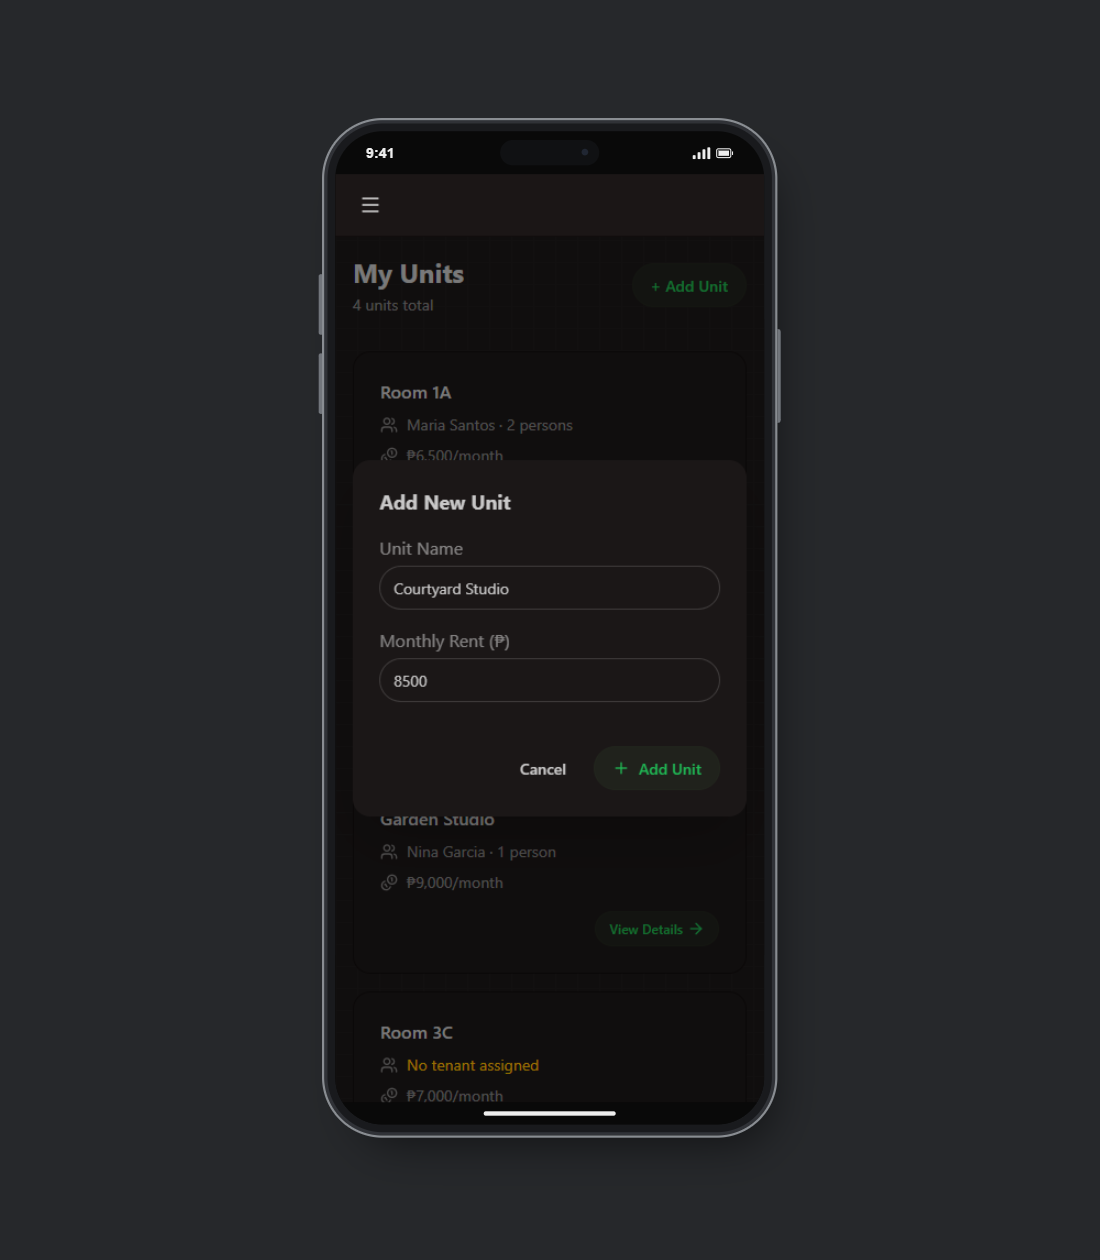 9:41
My Units
4 units total
+ Add Unit
Room 1A
Maria Santos · 2 persons
₱6,500/month
Add New Unit
Unit Name
Courtyard Studio
Monthly Rent (₱)
8500
Cancel
+ Add Unit
Garden Studio
Nina Garcia · 1 person
₱9,000/month
View Details →
Room 3C
No tenant assigned
₱7,000/month